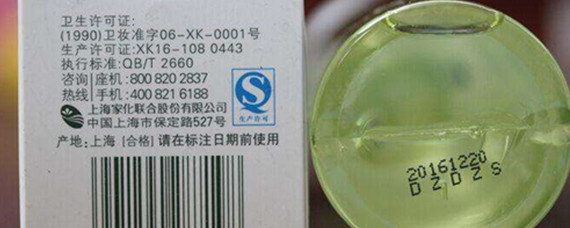 卫生许可证:
(1990)卫妆准字06-XK-0001号
生产许可证:XK16-108 0443
执行标准:QB/T 2660
咨询 座机:800 820 2837
热线 手机:400 821 6188
上海家化联合股份有限公司
中国上海市保定路527号
产地:上海 [合格] 请在标注日期前使用
QS
生产许可
20161220
DZDZS